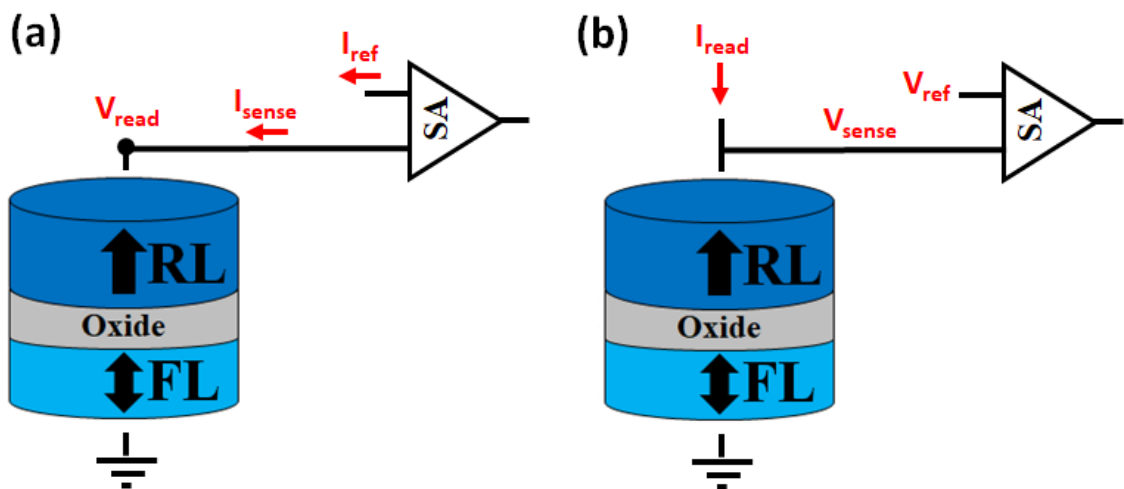 (a)
I_ref
SA
V_read
I_sense
RL
Oxide
FL
(b)
I_read
V_ref
SA
V_sense
RL
Oxide
FL